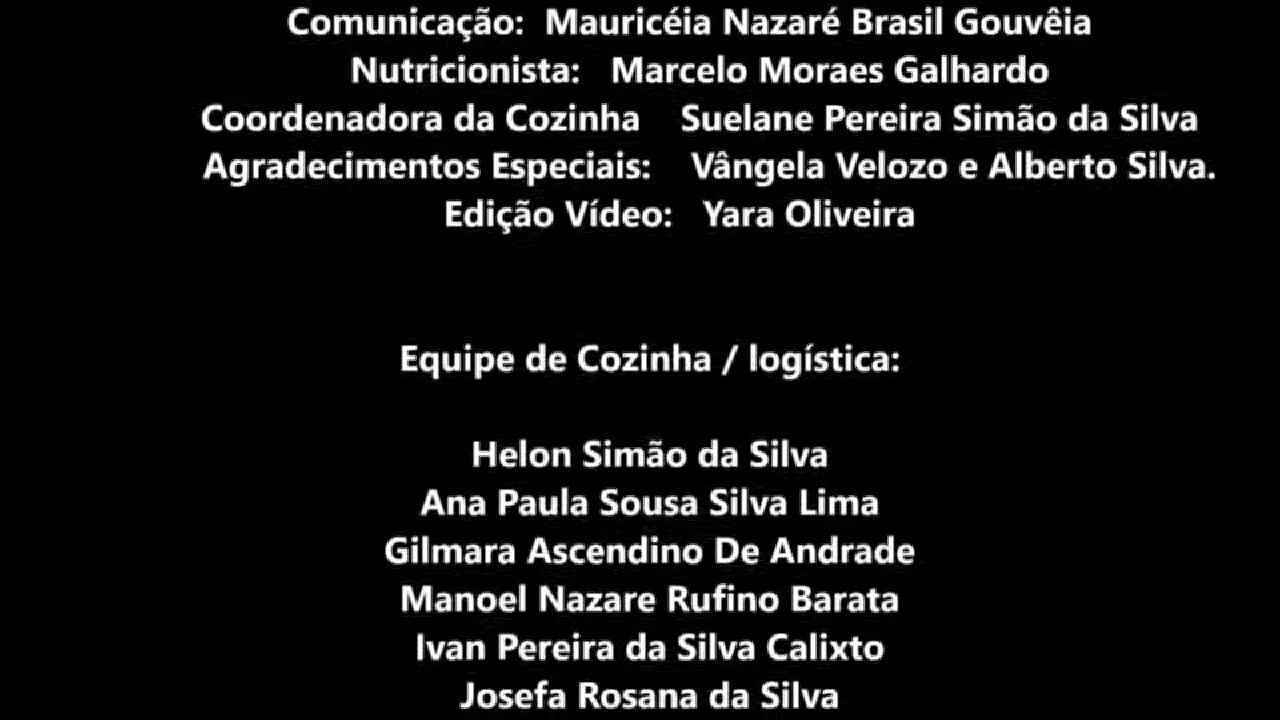 Comunicação: Mauricéia Nazaré Brasil Gouvêia
Nutricionista: Marcelo Moraes Galhardo
Coordenadora da Cozinha Suelane Pereira Simão da Silva
Agradecimentos Especiais: Vângela Velozo e Alberto Silva.
Edição Vídeo: Yara Oliveira
Equipe de Cozinha / logística:
Helon Simão da Silva
Ana Paula Sousa Silva Lima
Gilmara Ascendino De Andrade
Manoel Nazare Rufino Barata
Ivan Pereira da Silva Calixto
Josefa Rosana da Silva